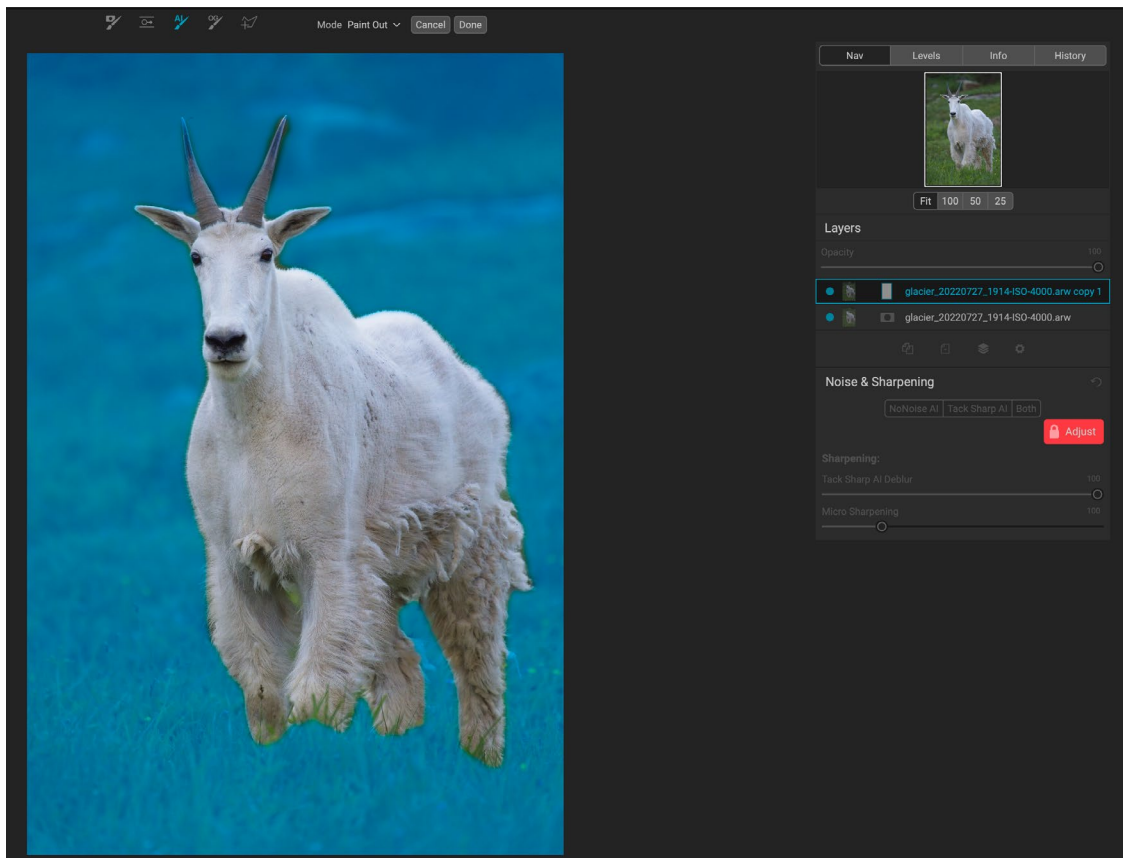 AI
Mode Paint Out Cancel Done
Nav Levels Info History
Fit 100 50 25
Layers
Opacity 100
glacier_20220727_1914-ISO-4000.arw copy 1
glacier_20220727_1914-ISO-4000.arw
Noise & Sharpening
NoNoise AI Tack Sharp AI Both
Adjust
Sharpening:
Tack Sharp AI Deblur 100
Micro Sharpening 100